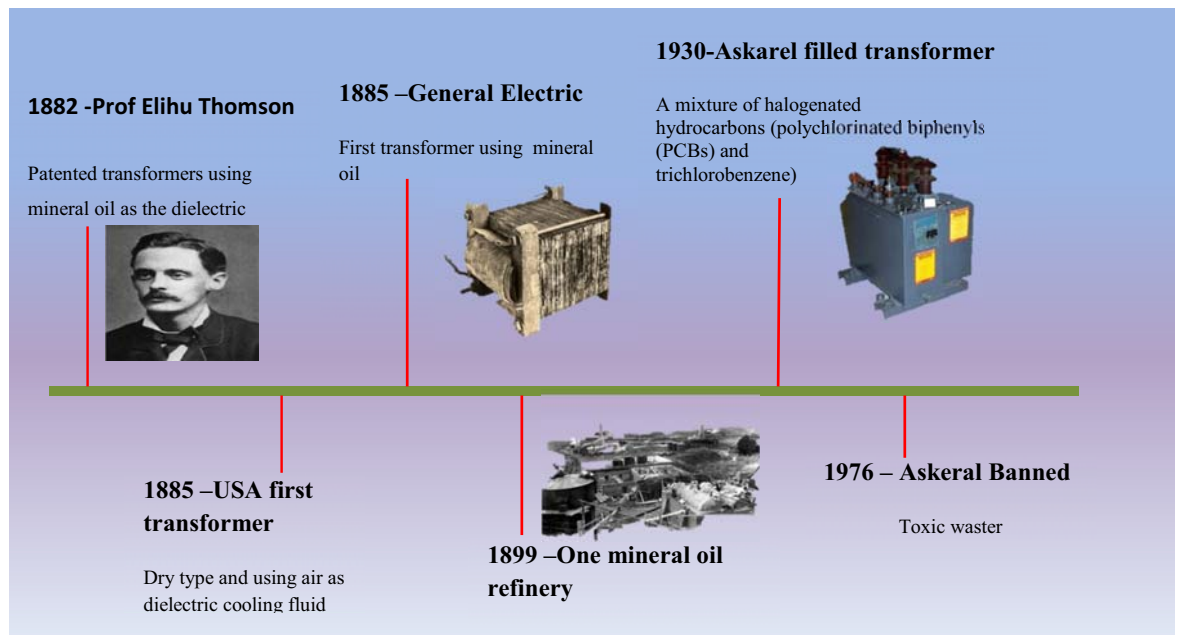 1882 -Prof Elihu Thomson
Patented transformers using
mineral oil as the dielectric
1885 –USA first
transformer
Dry type and using air as
dielectric cooling fluid
1885 –General Electric
First transformer using mineral
oil
1899 –One mineral oil
refinery
1930-Askarel filled transformer
A mixture of halogenated
hydrocarbons (polychlorinated biphenyls
(PCBs) and
trichlorobenzene)
1976 – Askeral Banned
Toxic waster